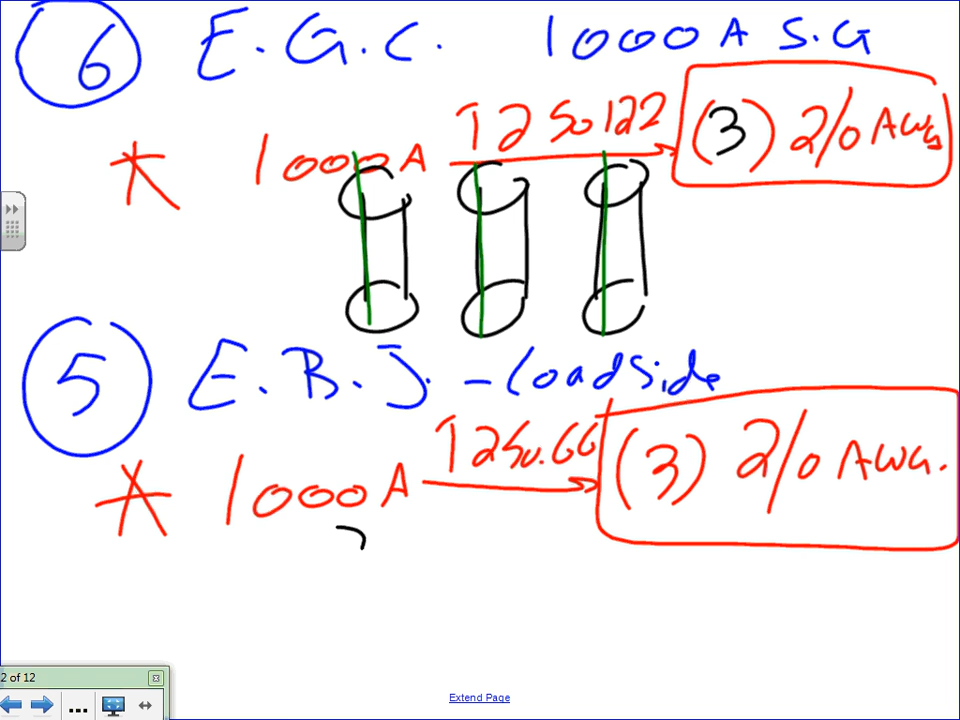 6 E.G.C. 1000A S.G
1000A T250.122 (3) 2/0 AWG
5 E.B.J. - Loadside
1000A T250.66 (3) 2/0 AWG.
2 of 12
Extend Page